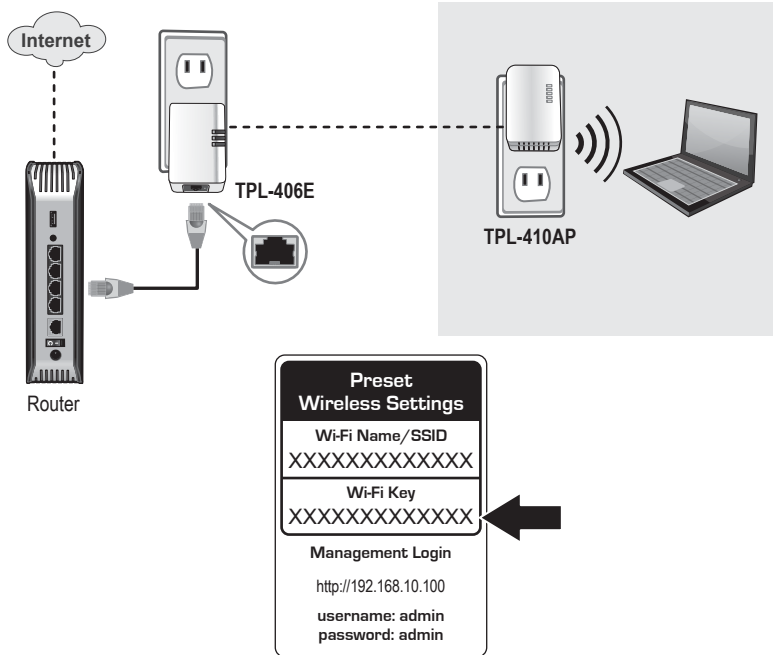 Internet
TPL-406E
TPL-410AP
Router
Preset
Wireless Settings
Wi-Fi Name/SSID
XXXXXXXXXXXXX
Wi-Fi Key
XXXXXXXXXXXXX
Management Login
http://192.168.10.100
username: admin
password: admin